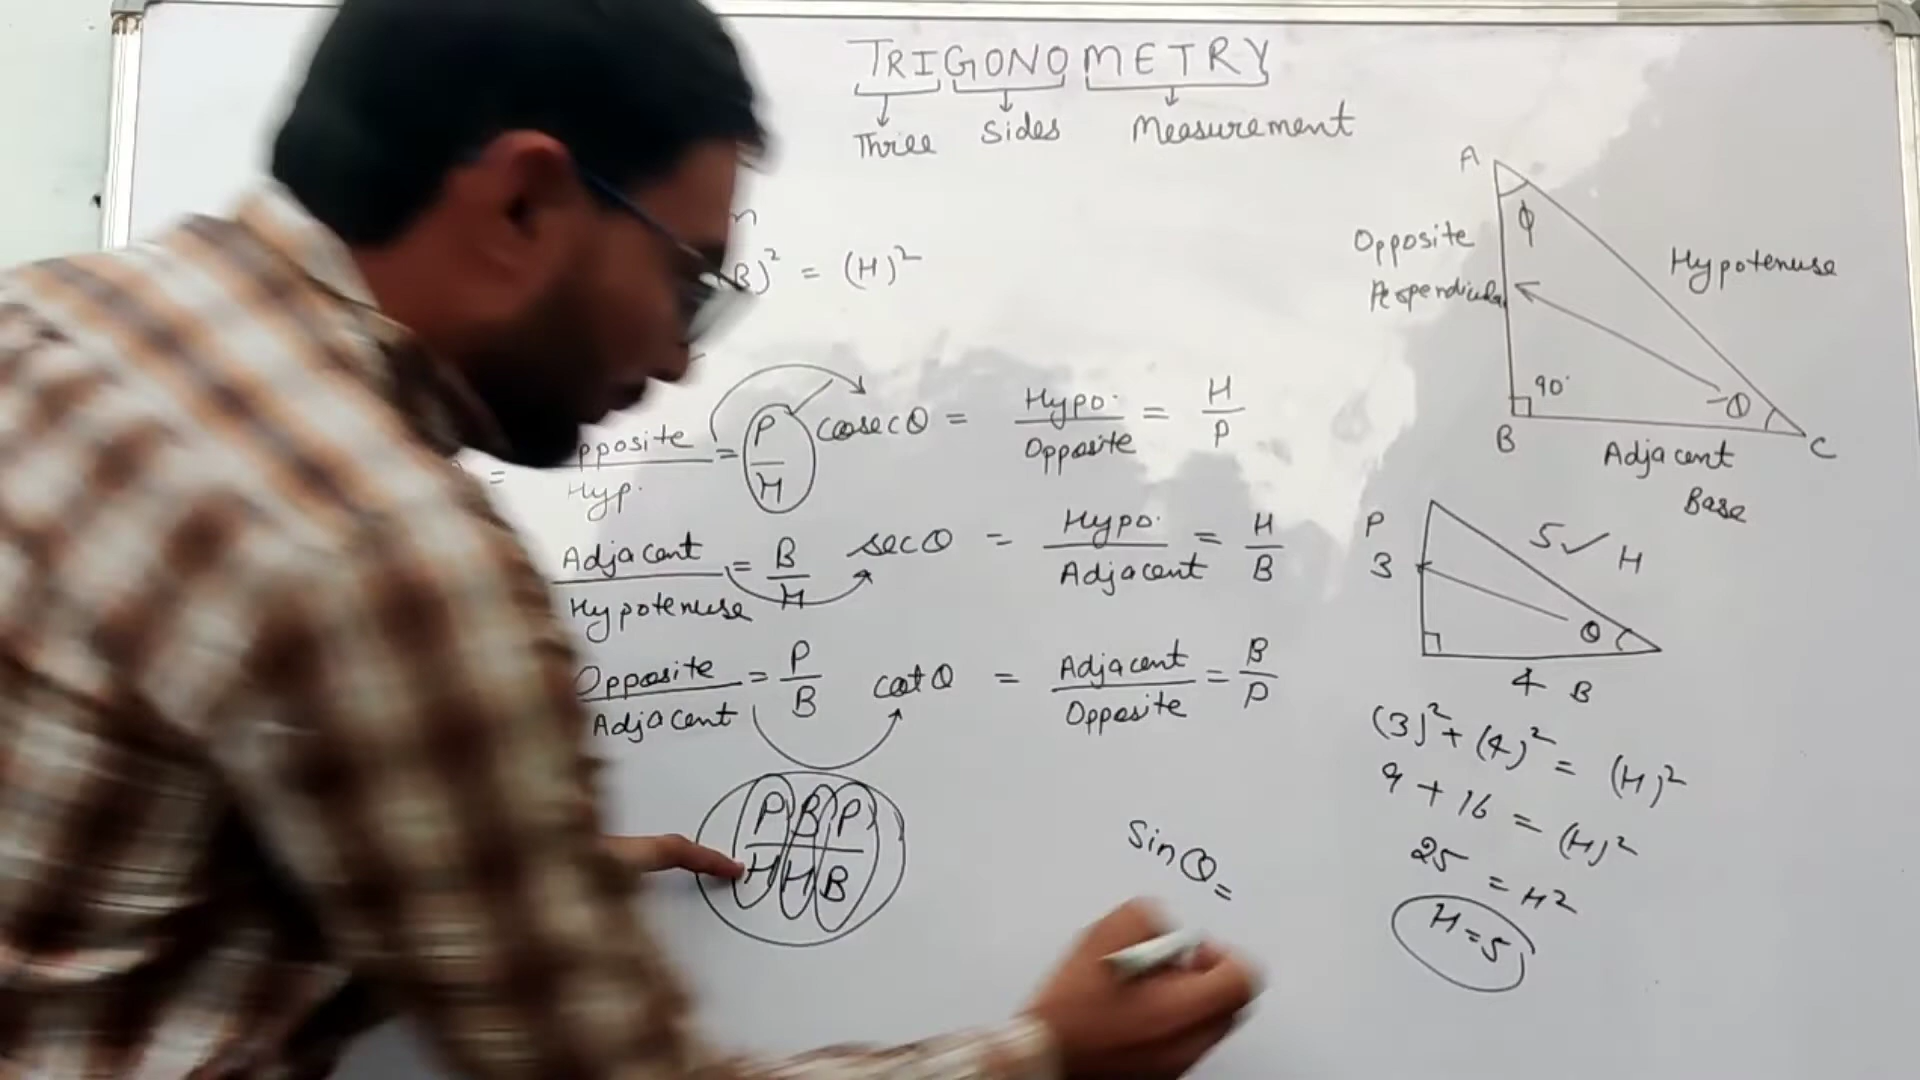 TRIGONOMETRY
Three Sides Measurement
B)² = (H)²
= Opposite/Hyp. = P/H cosecθ = Hypo./Opposite = H/P
Adjacent/Hypotenuse = B/H secθ = Hypo./Adjacent = H/B
Opposite/Adjacent = P/B cotθ = Adjacent/Opposite = B/P
P B P
H H B
Sinθ =
A
ϕ
Opposite
Perpendicular
Hypotenuse
90°
θ
B
C
Adjacent
Base
P
3
5✓ H
θ
4 B
(3)² + (4)² = (H)²
9 + 16 = (H)²
25 = H²
H = 5